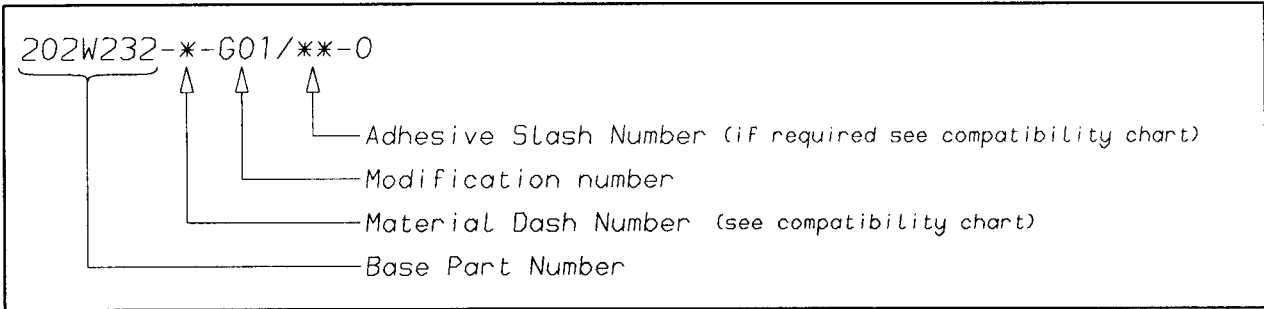 202W232-*-G01/**-0
Adhesive Slash Number (if required see compatibility chart)
Modification number
Material Dash Number (see compatibility chart)
Base Part Number